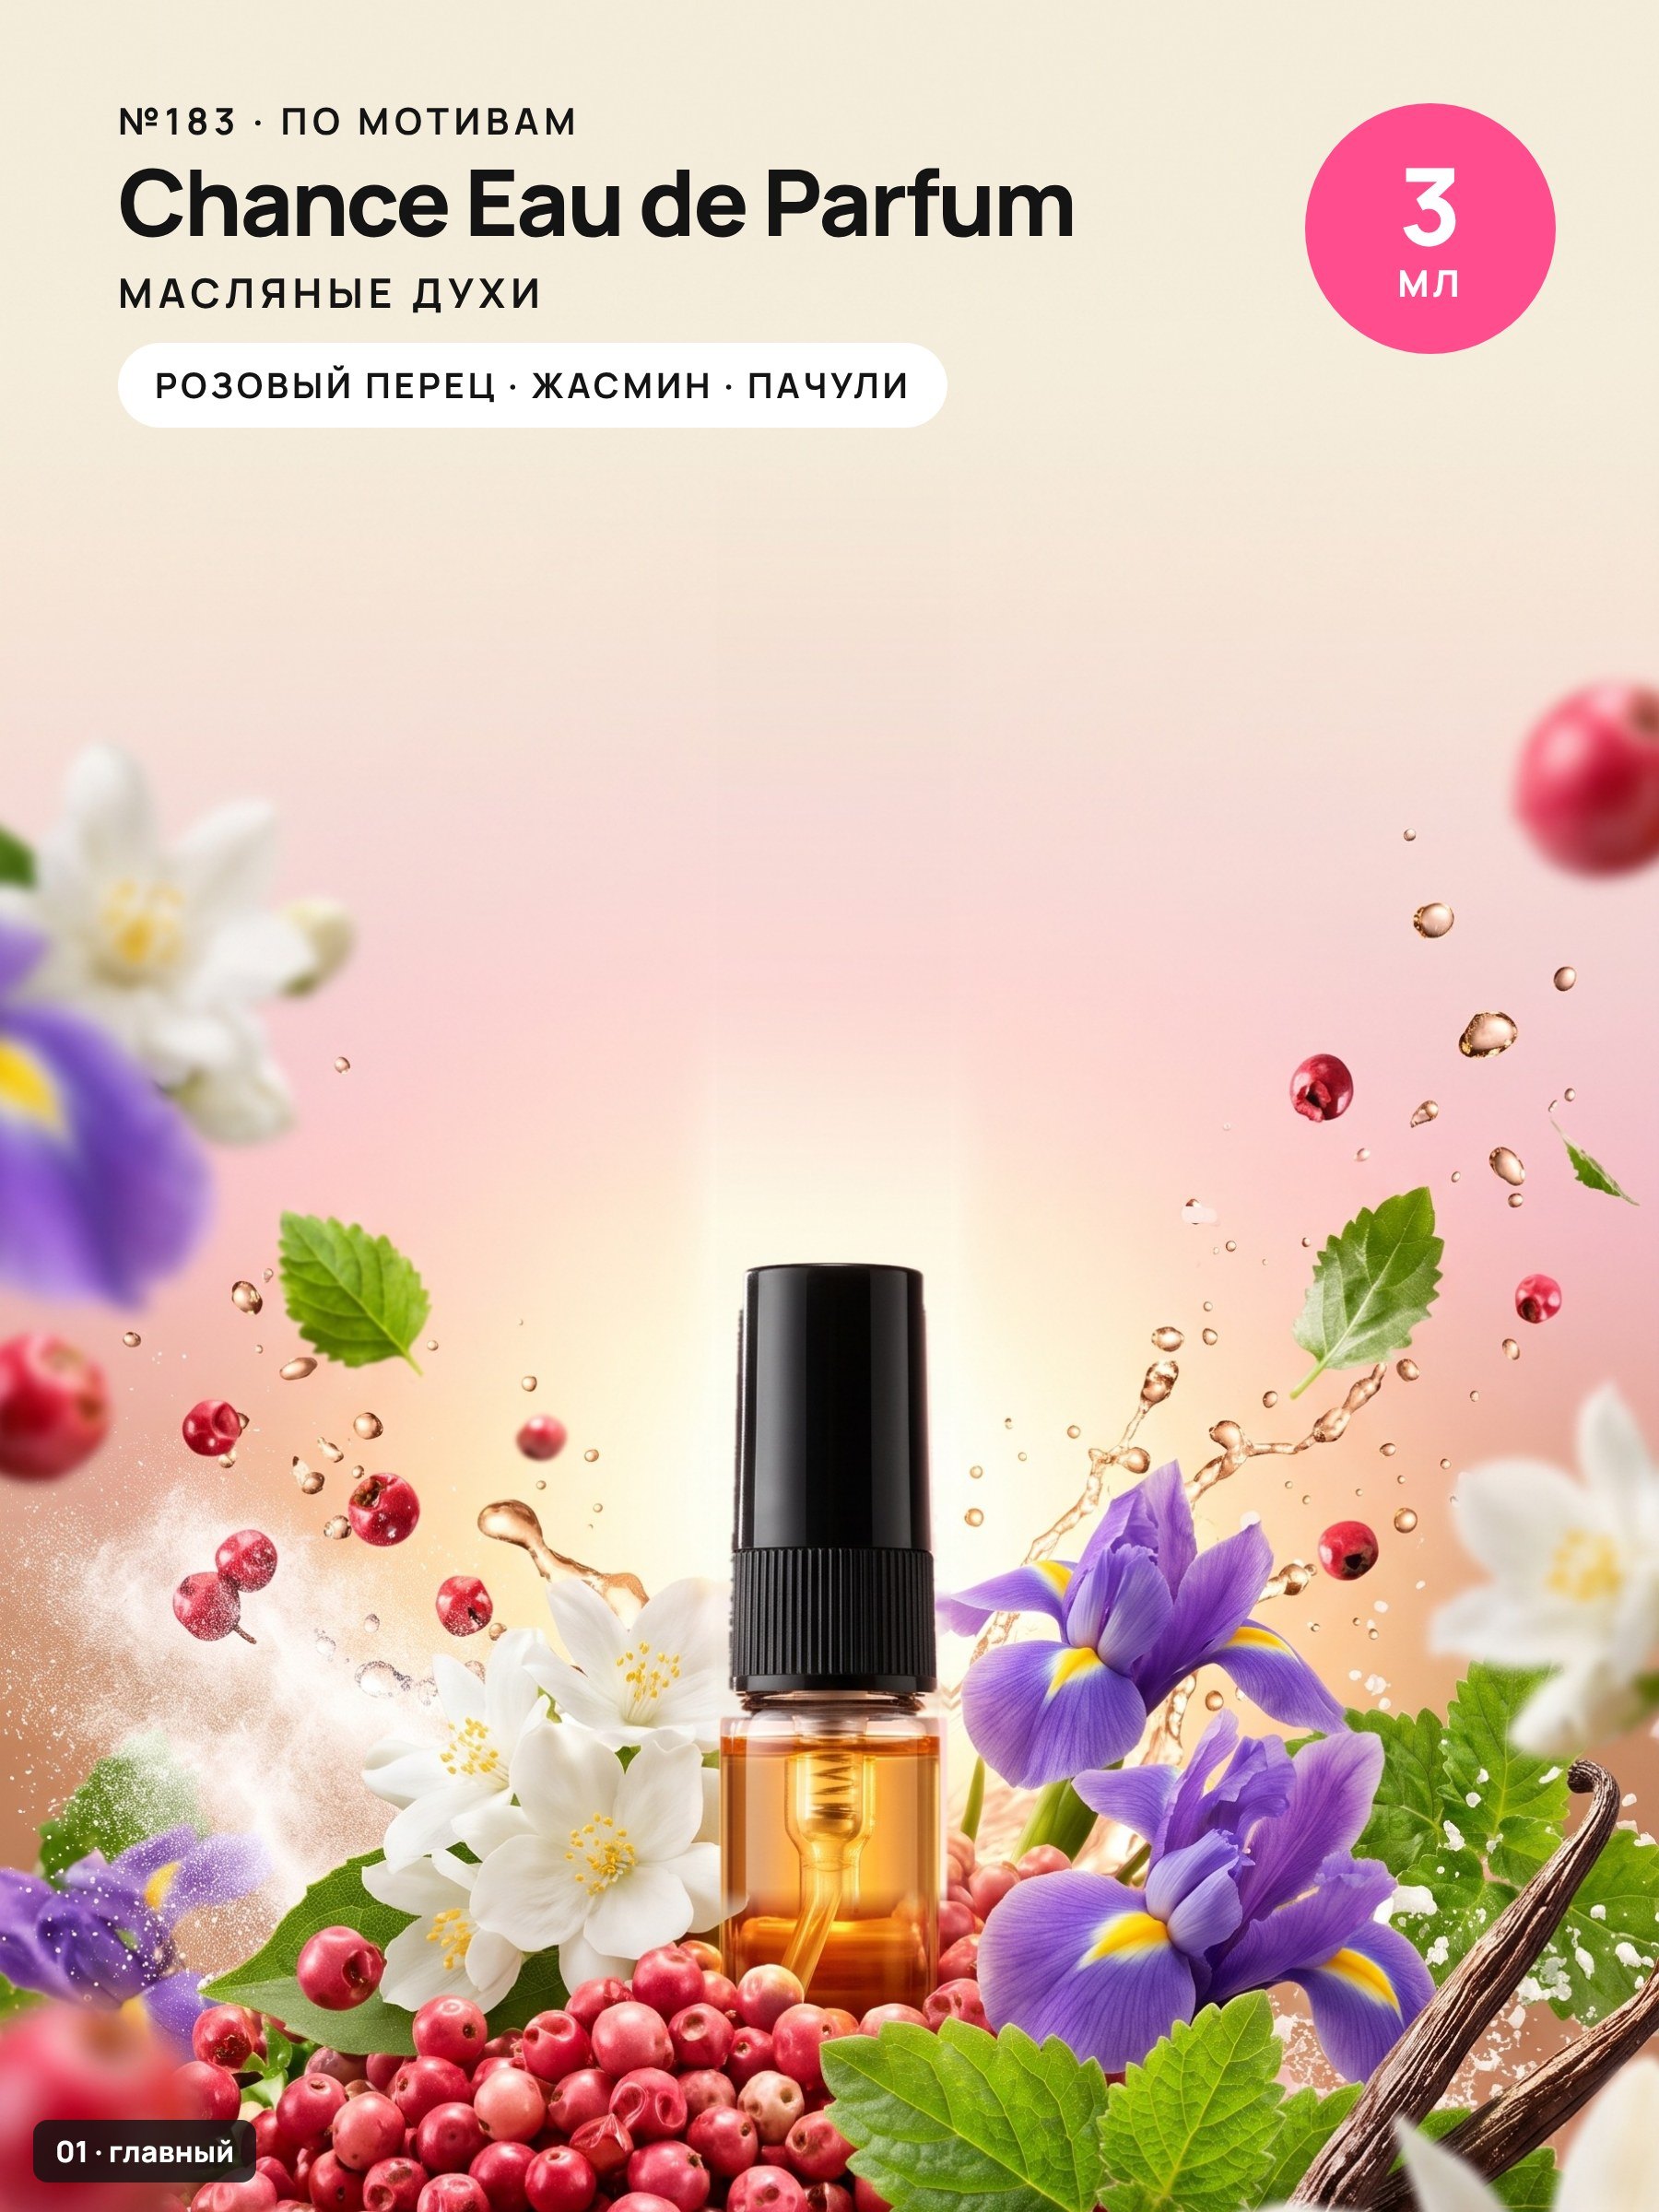 №183 · ПО МОТИВАМ
Chance Eau de Parfum
МАСЛЯНЫЕ ДУХИ
РОЗОВЫЙ ПЕРЕЦ · ЖАСМИН · ПАЧУЛИ
3
МЛ
01 · главный